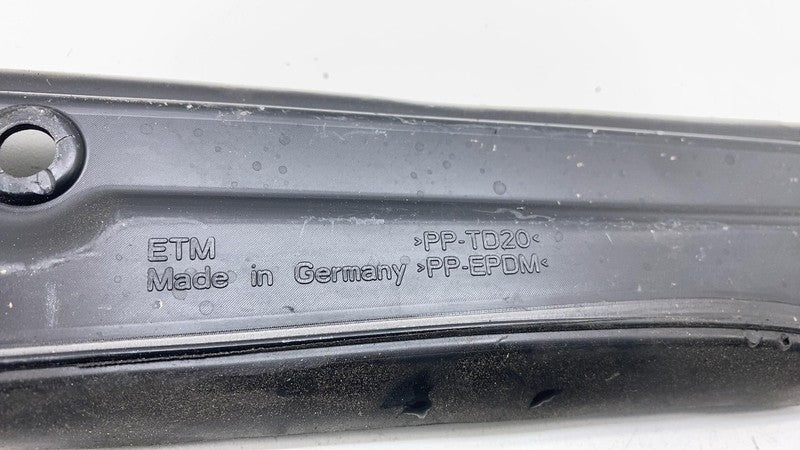 ETM >PP-TD20<
Made in Germany >PP-EPDM<